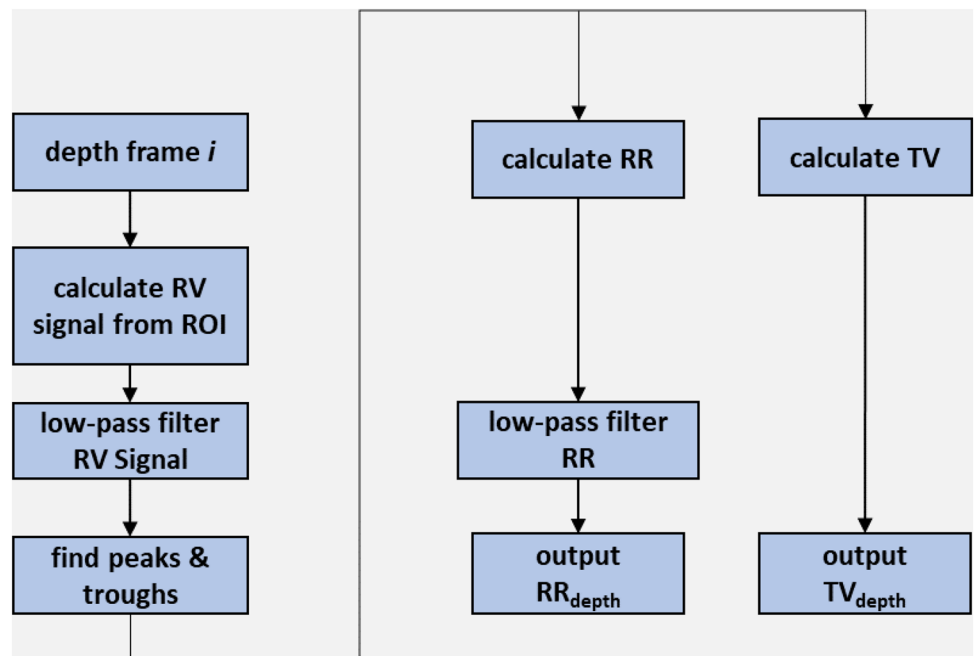 depth frame i
calculate RV
signal from ROI
low-pass filter
RV Signal
find peaks &
troughs
calculate RR
low-pass filter
RR
output
RRdepth
calculate TV
output
TVdepth